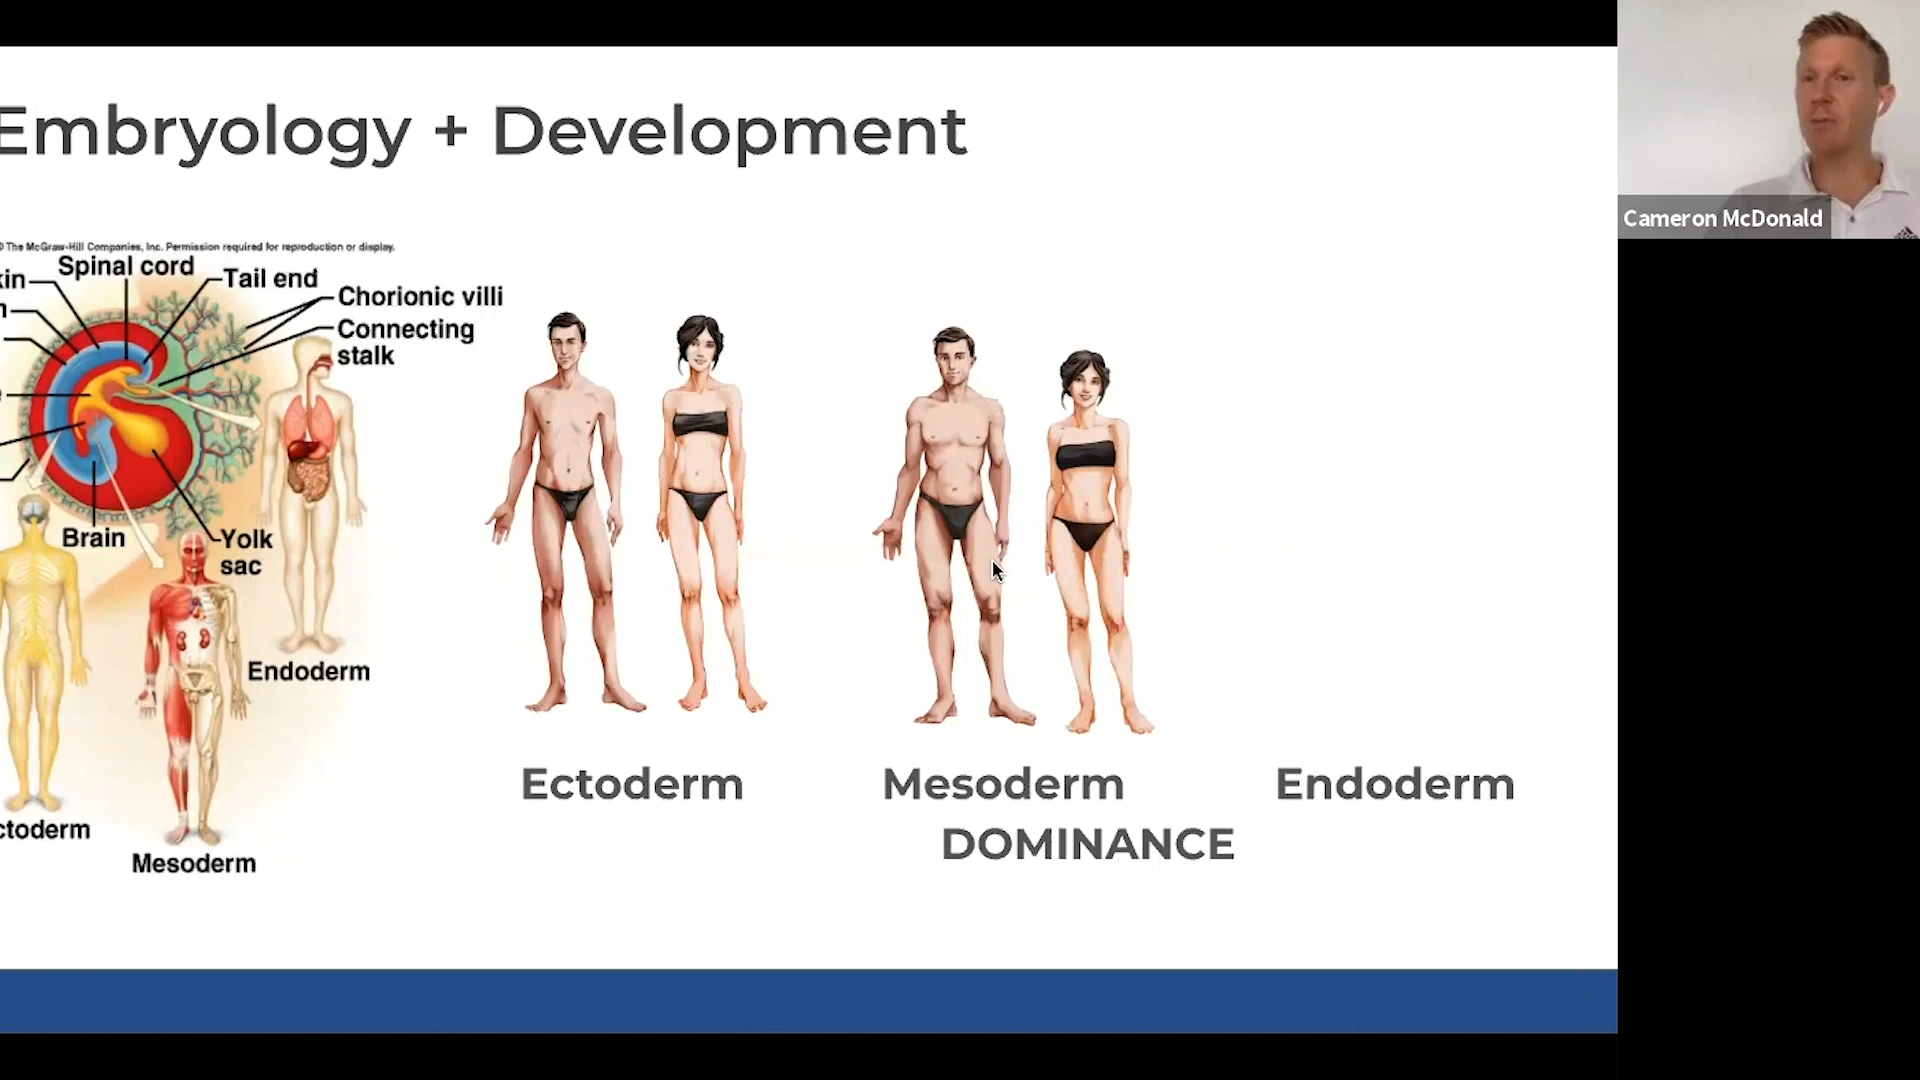 Embryology + Development
Cameron McDonald
© The McGraw-Hill Companies, Inc. Permission required for reproduction or display.
Spinal cord
Tail end
Chorionic villi
Connecting
stalk
Brain
Yolk
sac
Endoderm
ctoderm
Mesoderm
Ectoderm
Mesoderm
Endoderm
DOMINANCE